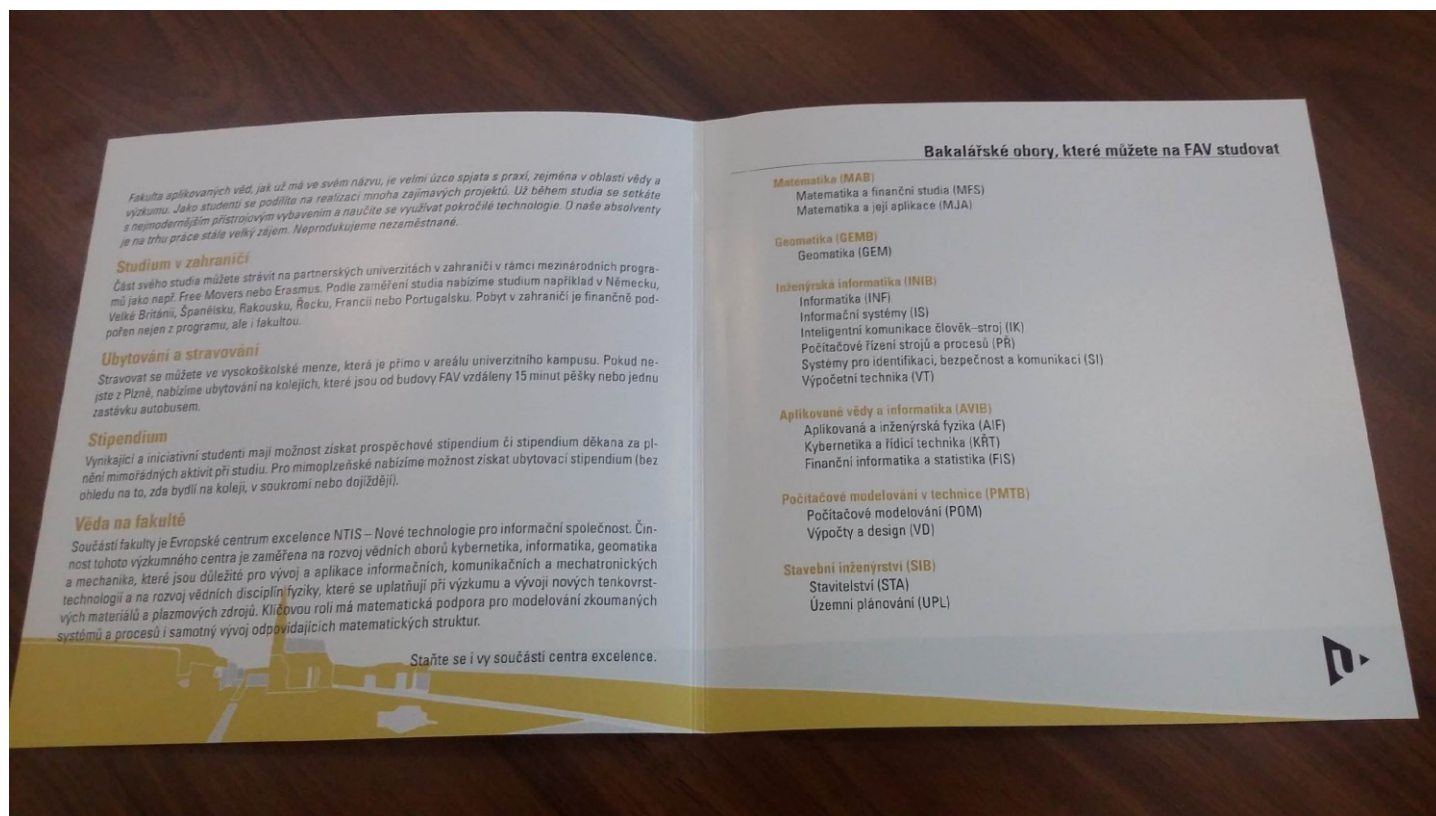 Fakulta aplikovaných věd, jak už má ve svém názvu, je velmi úzce spjata s praxí, zejména v oblasti vědy a
výzkumu. Jako studenti se podílíte na realizaci mnoha zajímavých projektů. Už během studia se setkáte
s nejmodernějším přístrojovým vybavením a naučíte se využívat pokročilé technologie. O naše absolventy
je na trhu práce stále velký zájem. Neprodukujeme nezaměstnané.
Studium v zahraničí
Část svého studia můžete strávit na partnerských univerzitách v zahraničí v rámci mezinárodních progra-
mů jako např. Free Movers nebo Erasmus. Podle zaměření studia nabízíme studium například v Německu,
Velké Británii, Španělsku, Rakousku, Řecku, Francii nebo Portugalsku. Pobyt v zahraničí je finančně pod-
pořen nejen z programu, ale i fakultou.
Ubytování a stravování
Stravovat se můžete ve vysokoškolské menze, která je přímo v areálu univerzitního kampusu. Pokud ne-
jste z Plzně, nabízíme ubytování na kolejích, které jsou od budovy FAV vzdáleny 15 minut pěšky nebo jednu
zastávku autobusem.
Stipendium
Vynikající a iniciativní studenti mají možnost získat prospěchové stipendium či stipendium děkana za pl-
nění mimořádných aktivit při studiu. Pro mimoplzeňské nabízíme možnost získat ubytovací stipendium (bez
ohledu na to, zda bydlí na koleji, v soukromí nebo dojíždějí).
Věda na fakultě
Součástí fakulty je Evropské centrum excelence NTIS – Nové technologie pro informační společnost. Čin-
nost tohoto výzkumného centra je zaměřena na rozvoj vědních oborů kybernetika, informatika, geomatika
a mechanika, které jsou důležité pro vývoj a aplikace informačních, komunikačních a mechatronických
technologií a na rozvoj vědních disciplín fyziky, které se uplatňují při výzkumu a vývoji nových tenkovrst-
vých materiálů a plazmových zdrojů. Klíčovou roli má matematická podpora pro modelování zkoumaných
systémů a procesů i samotný vývoj odpovídajících matematických struktur.
Staňte se i vy součástí centra excelence.
Bakalářské obory, které můžete na FAV studovat
Matematika (MAB)
Matematika a finanční studia (MFS)
Matematika a její aplikace (MJA)
Geomatika (GEMB)
Geomatika (GEM)
Inženýrská informatika (INIB)
Informatika (INF)
Informační systémy (IS)
Inteligentní komunikace člověk–stroj (IK)
Počítačové řízení strojů a procesů (PŘ)
Systémy pro identifikaci, bezpečnost a komunikaci (SI)
Výpočetní technika (VT)
Aplikované vědy a informatika (AVIB)
Aplikovaná a inženýrská fyzika (AIF)
Kybernetika a řídicí technika (KŘT)
Finanční informatika a statistika (FIS)
Počítačové modelování v technice (PMTB)
Počítačové modelování (POM)
Výpočty a design (VD)
Stavební inženýrství (SIB)
Stavitelství (STA)
Územní plánování (UPL)